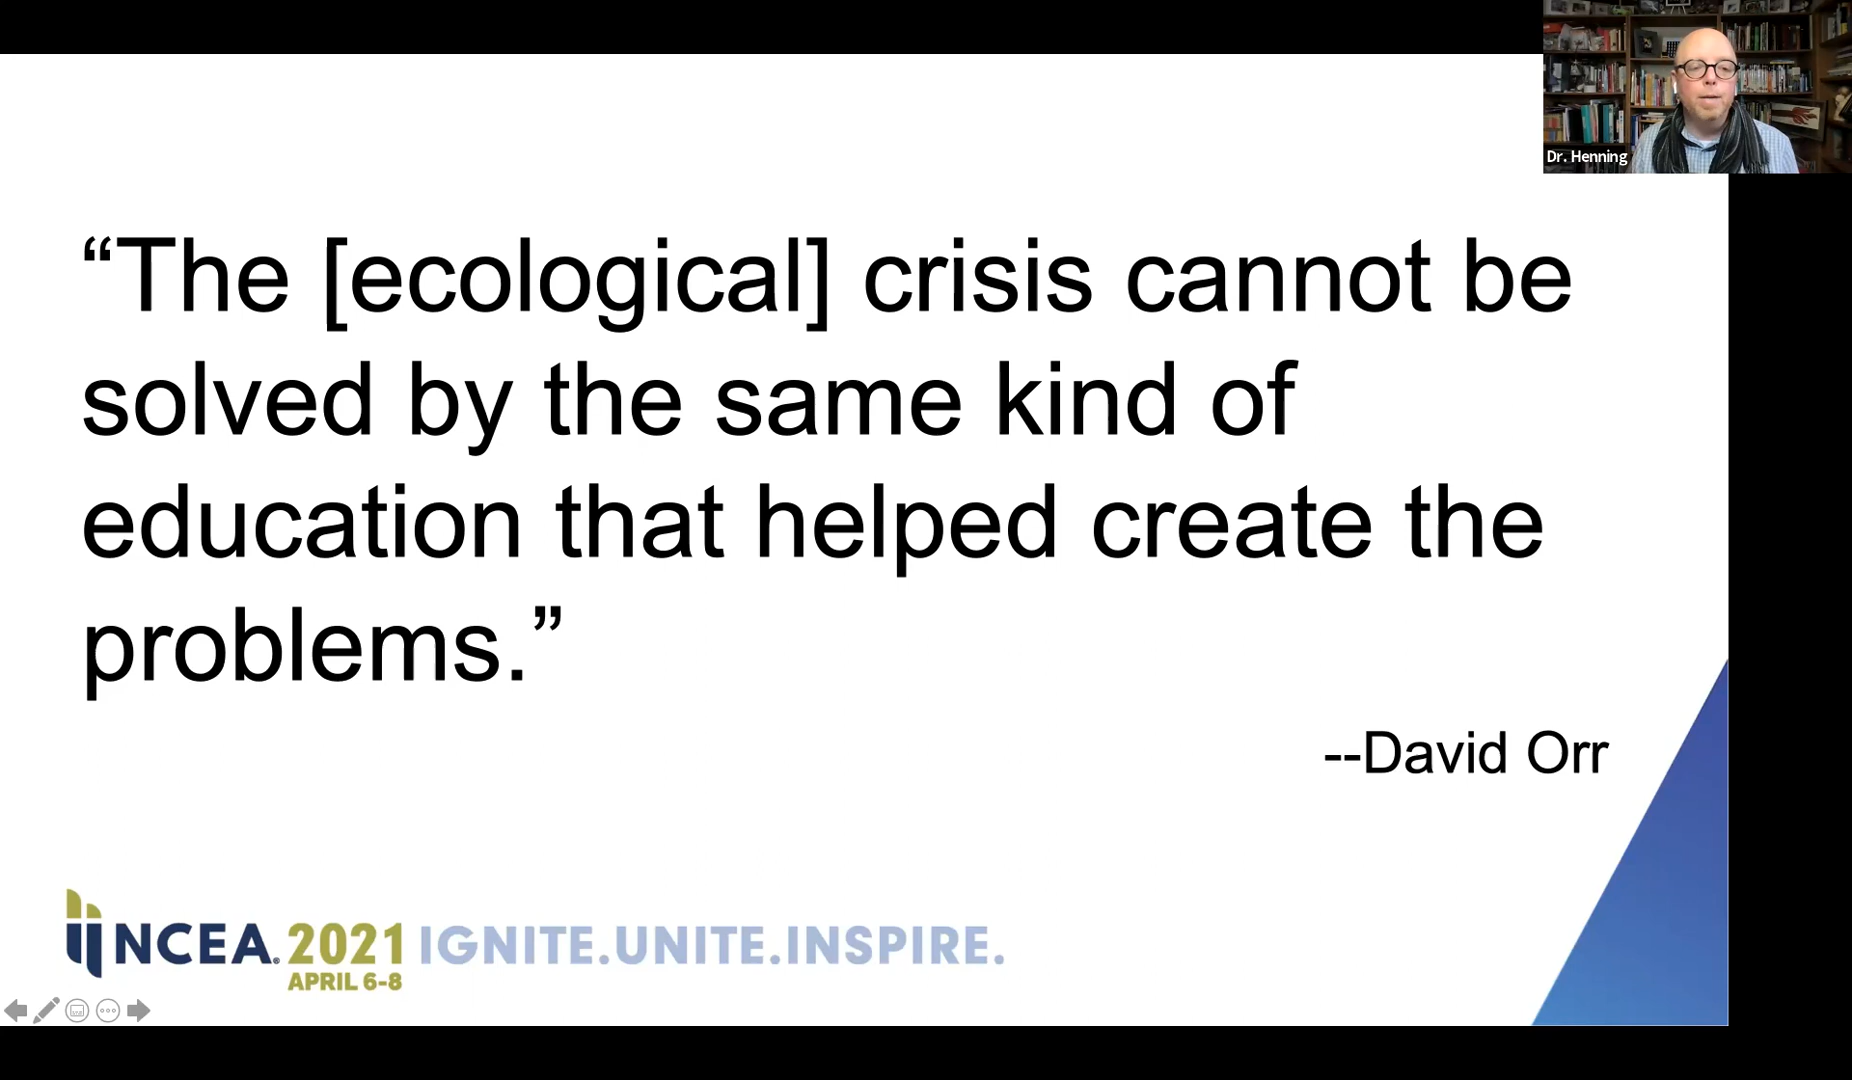 Dr. Henning
“The [ecological] crisis cannot be
solved by the same kind of
education that helped create the
problems.”
--David Orr
NCEA® 2021 IGNITE.UNITE.INSPIRE.
APRIL 6-8